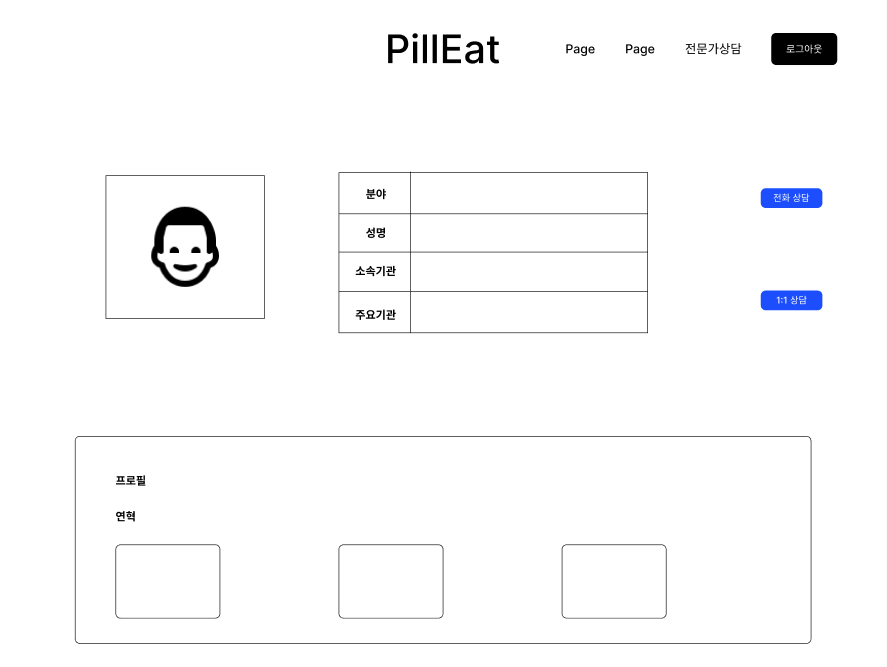 PillEat
Page
Page
전문가상담
로그아웃
분야
성명
소속기관
주요기관
전화 상담
1:1 상담
프로필
연혁